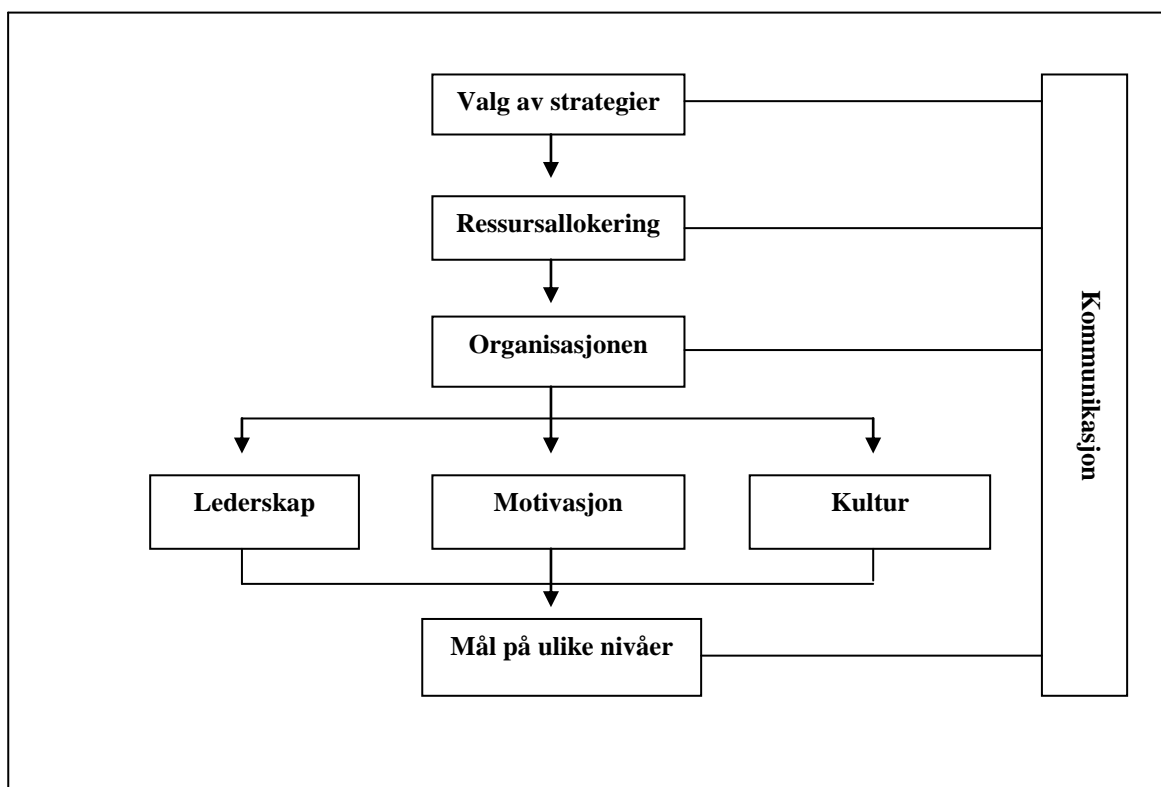 Valg av strategier
Ressursallokering
Organisasjonen
Lederskap
Motivasjon
Kultur
Mål på ulike nivåer
Kommunikasjon